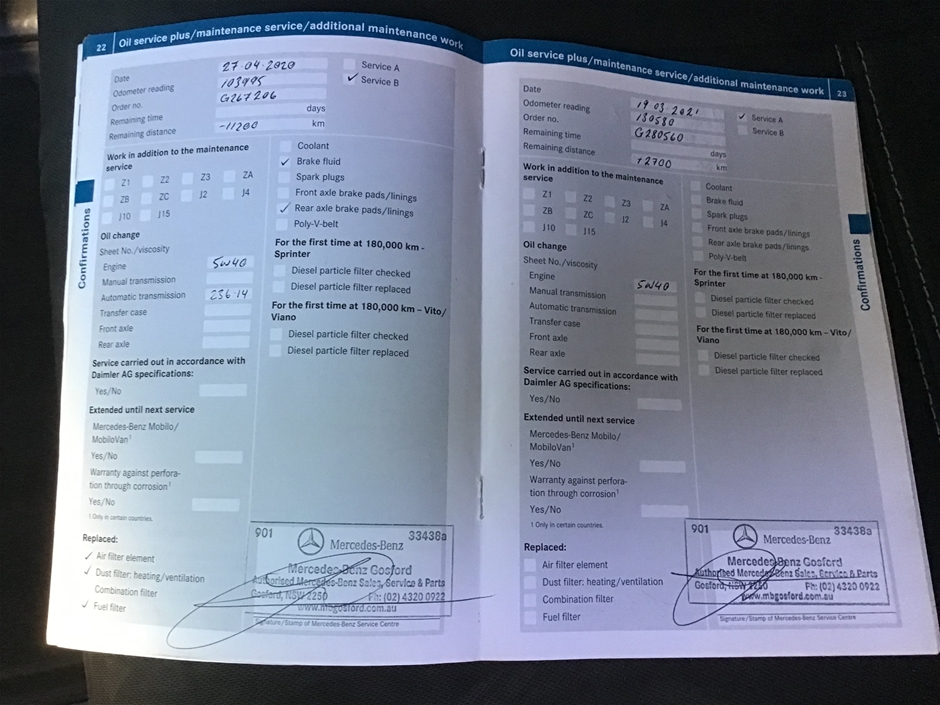 22 Oil service plus/maintenance service/additional maintenance work
Date 27.04.2020
Odometer reading 103995
Order no. G267206
Remaining time days
Remaining distance -11200 km
Service A
✓ Service B
Work in addition to the maintenance
service
Z1 Z2 Z3 ZA
ZB ZC J2 J4
J10 J15
Oil change
Sheet No./viscosity
Engine 5W40
Manual transmission
Automatic transmission 236.14
Transfer case
Front axle
Rear axle
Service carried out in accordance with
Daimler AG specifications:
Yes/No
Extended until next service
Mercedes-Benz Mobilo/
MobiloVan¹
Yes/No
Warranty against perfora-
tion through corrosion¹
Yes/No
¹ Only in certain countries.
Replaced:
✓ Air filter element
✓ Dust filter: heating/ventilation
Combination filter
✓ Fuel filter
Coolant
✓ Brake fluid
Spark plugs
Front axle brake pads/linings
✓ Rear axle brake pads/linings
Poly-V-belt
For the first time at 180,000 km -
Sprinter
Diesel particle filter checked
Diesel particle filter replaced
For the first time at 180,000 km – Vito/
Viano
Diesel particle filter checked
Diesel particle filter replaced
901 33438a
Mercedes-Benz
Mercedes-Benz Gosford
Authorised Mercedes-Benz Sales, Service & Parts
Gosford, NSW 2250 Ph: (02) 4320 0922
www.mbgosford.com.au
Signature/Stamp of Mercedes-Benz Service Centre
Confirmations
Oil service plus/maintenance service/additional maintenance work 23
Date 19 03 2021
Odometer reading 130580
Order no. G280560
Remaining time days
Remaining distance +2700 km
✓ Service A
Service B
Work in addition to the maintenance
service
Z1 Z2 Z3 ZA
ZB ZC J2 J4
J10 J15
Oil change
Sheet No./viscosity
Engine 5W40
Manual transmission
Automatic transmission
Transfer case
Front axle
Rear axle
Service carried out in accordance with
Daimler AG specifications:
Yes/No
Extended until next service
Mercedes-Benz Mobilo/
MobiloVan¹
Yes/No
Warranty against perfora-
tion through corrosion¹
Yes/No
¹ Only in certain countries.
Replaced:
Air filter element
Dust filter: heating/ventilation
Combination filter
Fuel filter
Coolant
Brake fluid
Spark plugs
Front axle brake pads/linings
Rear axle brake pads/linings
Poly-V-belt
For the first time at 180,000 km -
Sprinter
Diesel particle filter checked
Diesel particle filter replaced
For the first time at 180,000 km – Vito/
Viano
Diesel particle filter checked
Diesel particle filter replaced
901 33438a
Mercedes-Benz
Mercedes-Benz Gosford
Authorised Mercedes-Benz Sales, Service & Parts
Gosford, NSW 2250 Ph: (02) 4320 0922
www.mbgosford.com.au
Signature/Stamp of Mercedes-Benz Service Centre
Confirmations